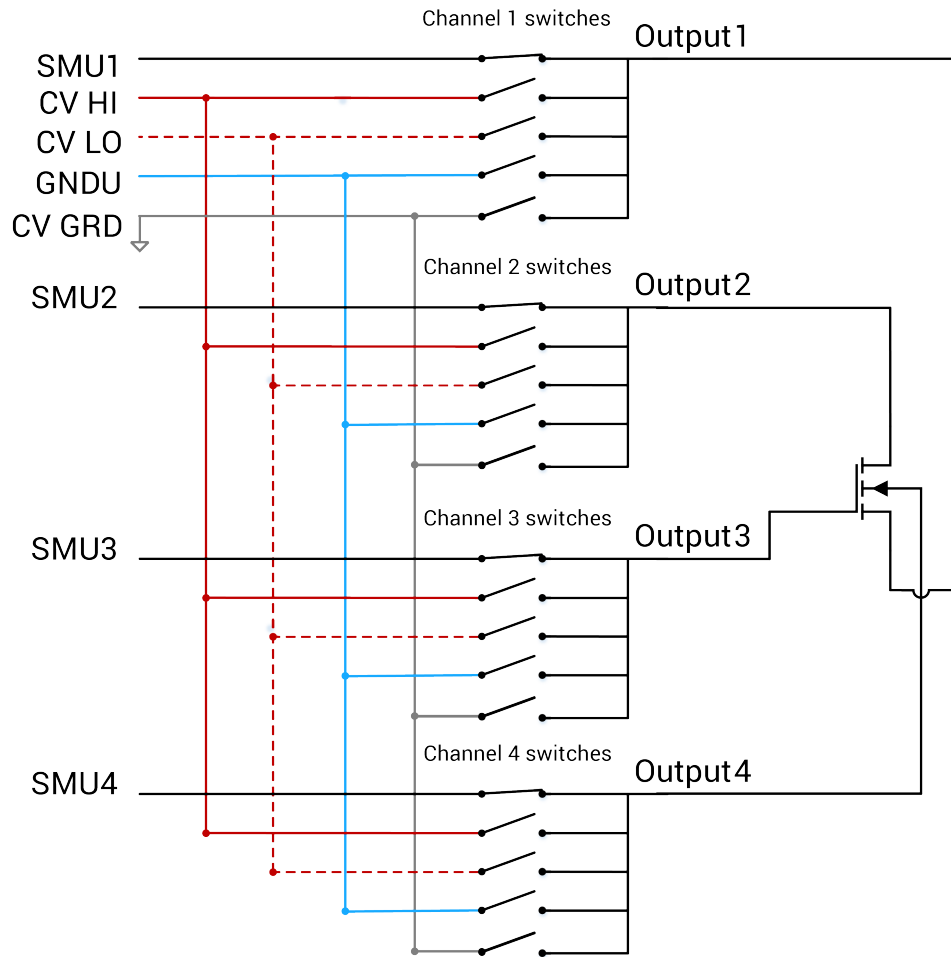 Channel 1 switches
Output1
SMU1
CV HI
CV LO
GNDU
CV GRD
Channel 2 switches
Output2
SMU2
Channel 3 switches
Output3
SMU3
Channel 4 switches
Output4
SMU4